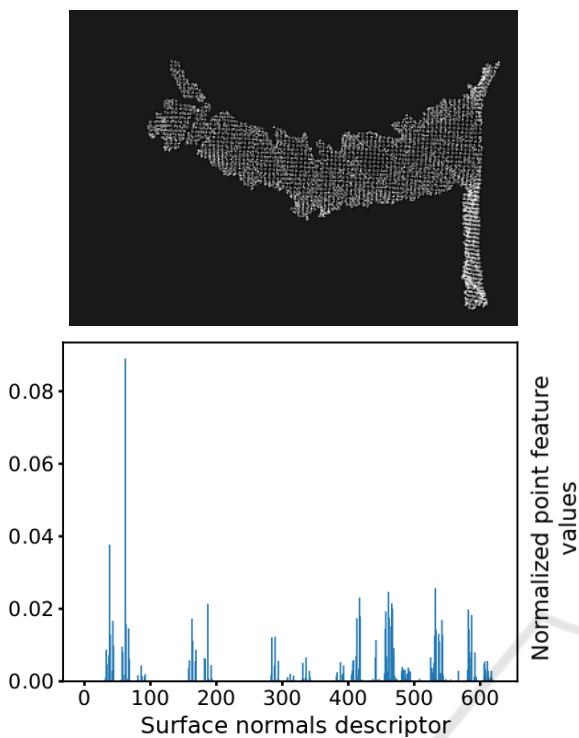 0.08
0.06
0.04
0.02
0.00
0 100 200 300 400 500 600
Surface normals descriptor
Normalized point feature
values